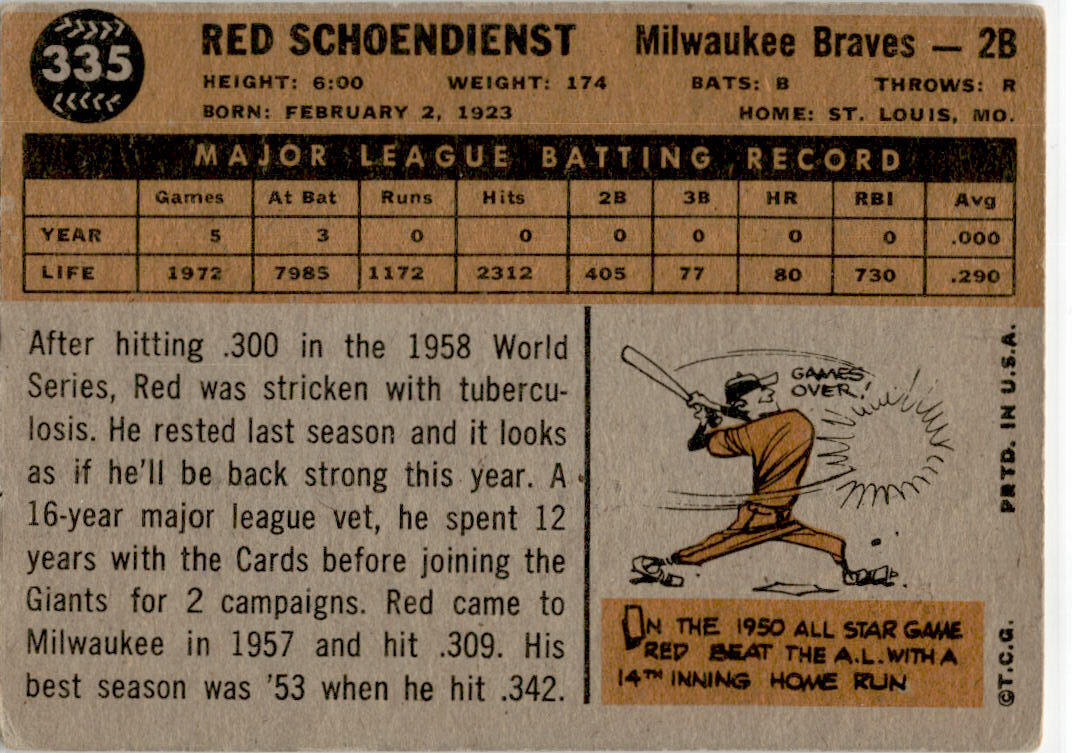 335
RED SCHOENDIENST Milwaukee Braves — 2B
HEIGHT: 6:00 WEIGHT: 174 BATS: B THROWS: R
BORN: FEBRUARY 2, 1923 HOME: ST. LOUIS, MO.
MAJOR LEAGUE BATTING RECORD
Games At Bat Runs Hits 2B 3B HR RBI Avg
YEAR 5 3 0 0 0 0 0 0 .000
LIFE 1972 7985 1172 2312 405 77 80 730 .290
After hitting .300 in the 1958 World
Series, Red was stricken with tubercu-
losis. He rested last season and it looks
as if he'll be back strong this year. A
16-year major league vet, he spent 12
years with the Cards before joining the
Giants for 2 campaigns. Red came to
Milwaukee in 1957 and hit .309. His
best season was '53 when he hit .342.
GAMES
OVER!
ON THE 1950 ALL STAR GAME
RED BEAT THE A.L. WITH A
14TH INNING HOME RUN
©T.C.G. PRTD. IN U.S.A.